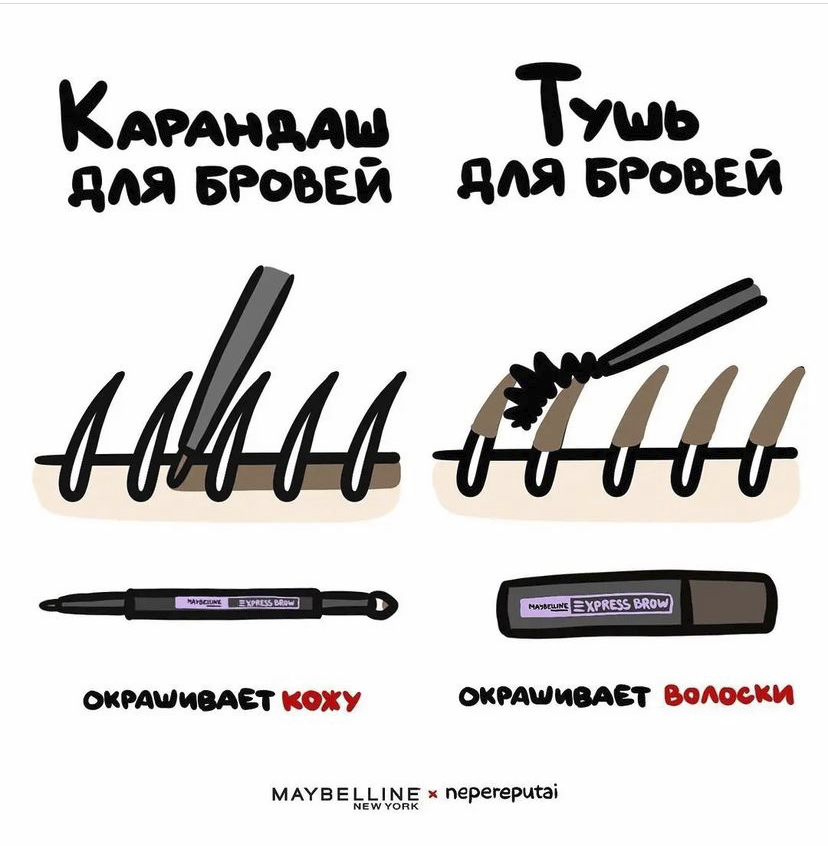 Карандаш
для бровей
Тушь
для бровей
MAYBELLINE EXPRESS BROW
MAYBELLINE EXPRESS BROW
окрашивает кожу
окрашивает волоски
MAYBELLINE × nepereputai
NEW YORK